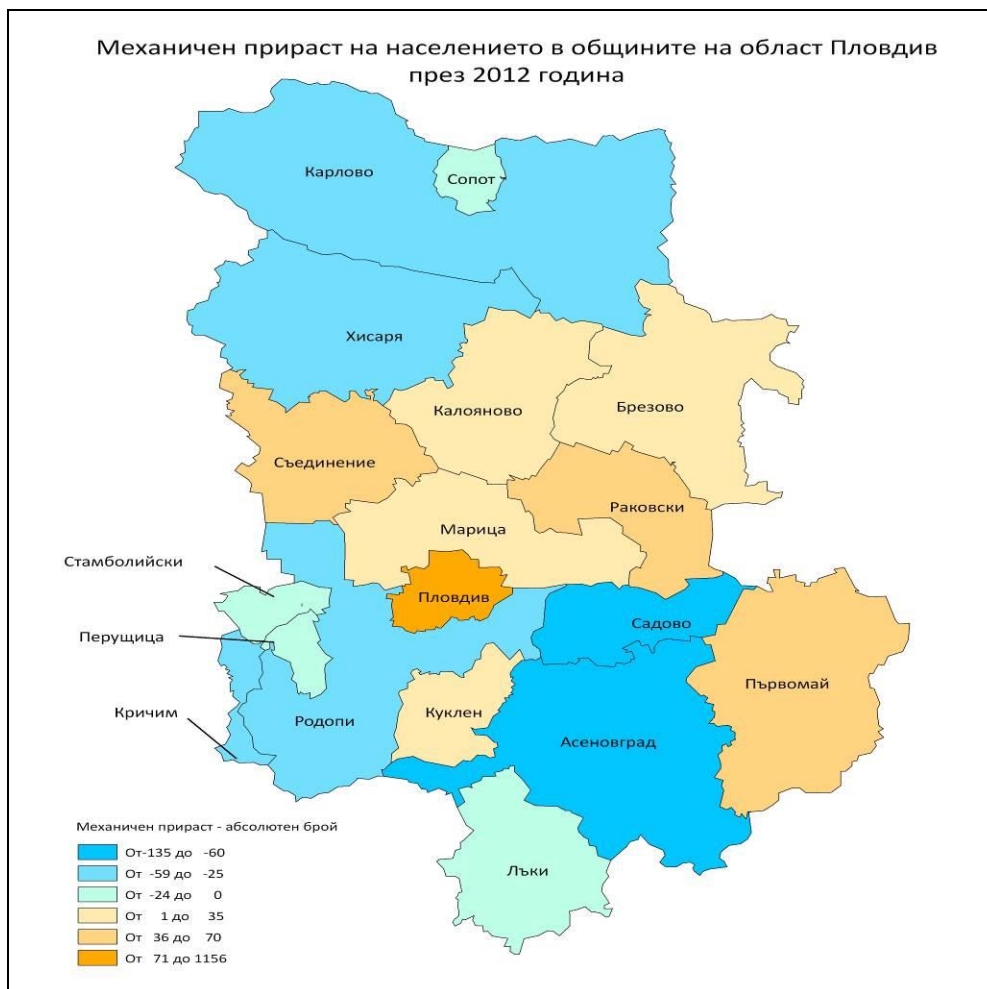 Механичен прираст на населението в общините на област Пловдив
през 2012 година
Карлово
Сопот
Хисаря
Калояново
Брезово
Съединение
Раковски
Марица
Стамболийски
Пловдив
Садово
Перущица
Първомай
Кричим
Родопи
Куклен
Асеновград
Лъки
Механичен прираст - абсолютен брой
От -135 до -60
От -59 до -25
От -24 до 0
От 1 до 35
От 36 до 70
От 71 до 1156